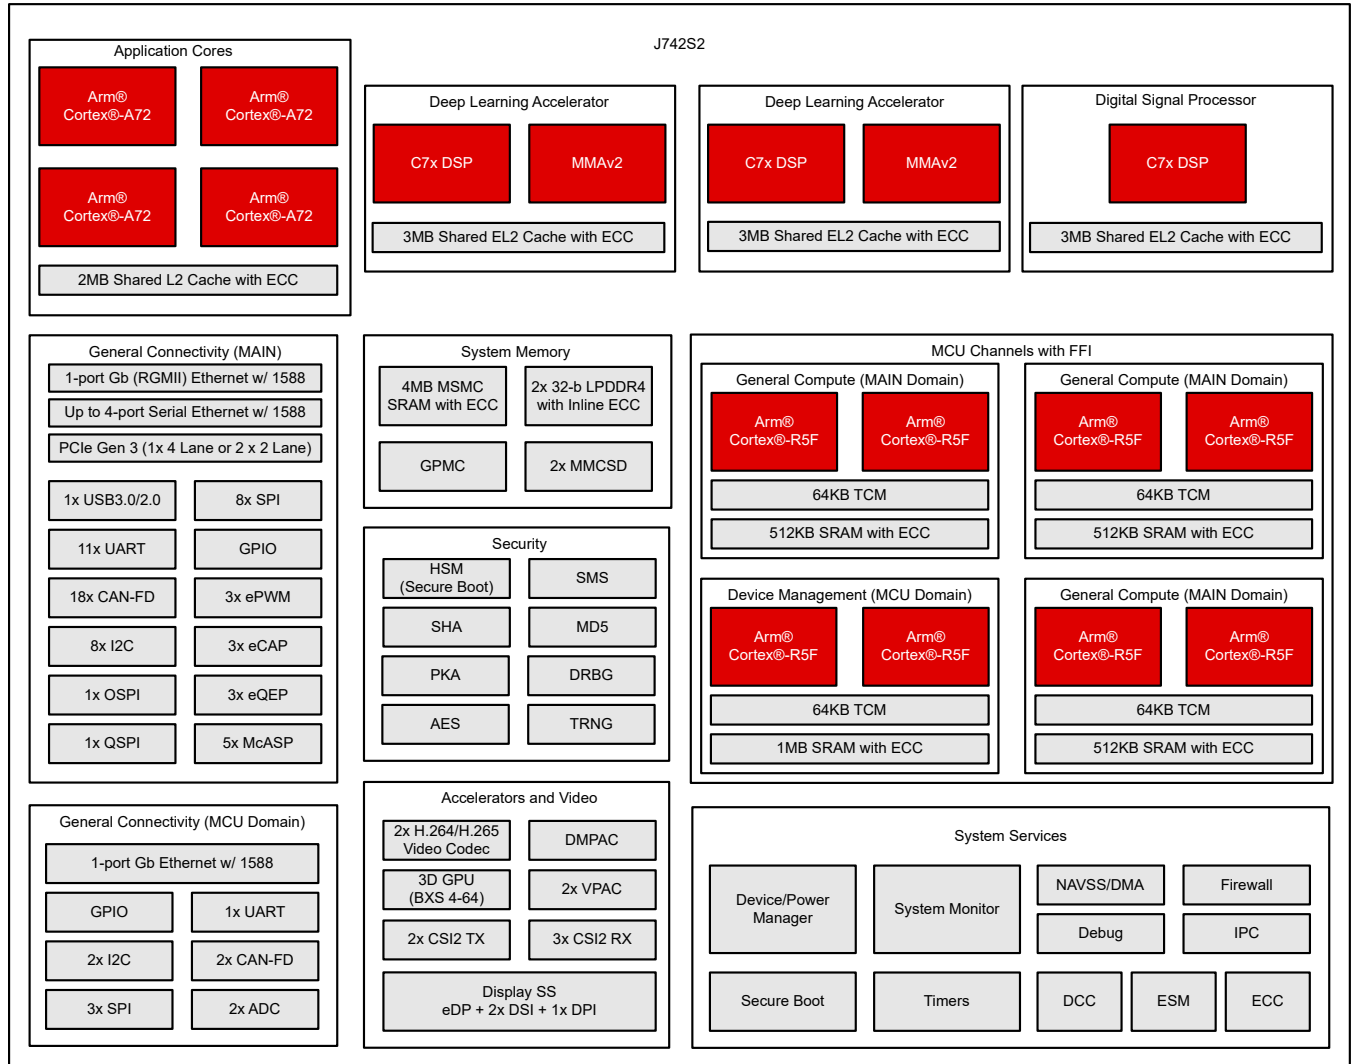 J742S2
Application Cores
Arm®
Cortex®-A72
Arm®
Cortex®-A72
Arm®
Cortex®-A72
Arm®
Cortex®-A72
2MB Shared L2 Cache with ECC
Deep Learning Accelerator
C7x DSP
MMAv2
3MB Shared EL2 Cache with ECC
Deep Learning Accelerator
C7x DSP
MMAv2
3MB Shared EL2 Cache with ECC
Digital Signal Processor
C7x DSP
3MB Shared EL2 Cache with ECC
General Connectivity (MAIN)
1-port Gb (RGMII) Ethernet w/ 1588
Up to 4-port Serial Ethernet w/ 1588
PCIe Gen 3 (1x 4 Lane or 2 x 2 Lane)
1x USB3.0/2.0
8x SPI
11x UART
GPIO
18x CAN-FD
3x ePWM
8x I2C
3x eCAP
1x OSPI
3x eQEP
1x QSPI
5x McASP
System Memory
4MB MSMC
SRAM with ECC
2x 32-b LPDDR4
with Inline ECC
GPMC
2x MMCSD
Security
HSM
(Secure Boot)
SMS
SHA
MD5
PKA
DRBG
AES
TRNG
MCU Channels with FFI
General Compute (MAIN Domain)
Arm®
Cortex®-R5F
Arm®
Cortex®-R5F
64KB TCM
512KB SRAM with ECC
General Compute (MAIN Domain)
Arm®
Cortex®-R5F
Arm®
Cortex®-R5F
64KB TCM
512KB SRAM with ECC
Device Management (MCU Domain)
Arm®
Cortex®-R5F
Arm®
Cortex®-R5F
64KB TCM
1MB SRAM with ECC
General Compute (MAIN Domain)
Arm®
Cortex®-R5F
Arm®
Cortex®-R5F
64KB TCM
512KB SRAM with ECC
General Connectivity (MCU Domain)
1-port Gb Ethernet w/ 1588
GPIO
1x UART
2x I2C
2x CAN-FD
3x SPI
2x ADC
Accelerators and Video
2x H.264/H.265
Video Codec
DMPAC
3D GPU
(BXS 4-64)
2x VPAC
2x CSI2 TX
3x CSI2 RX
Display SS
eDP + 2x DSI + 1x DPI
System Services
Device/Power
Manager
System Monitor
NAVSS/DMA
Firewall
Debug
IPC
Secure Boot
Timers
DCC
ESM
ECC